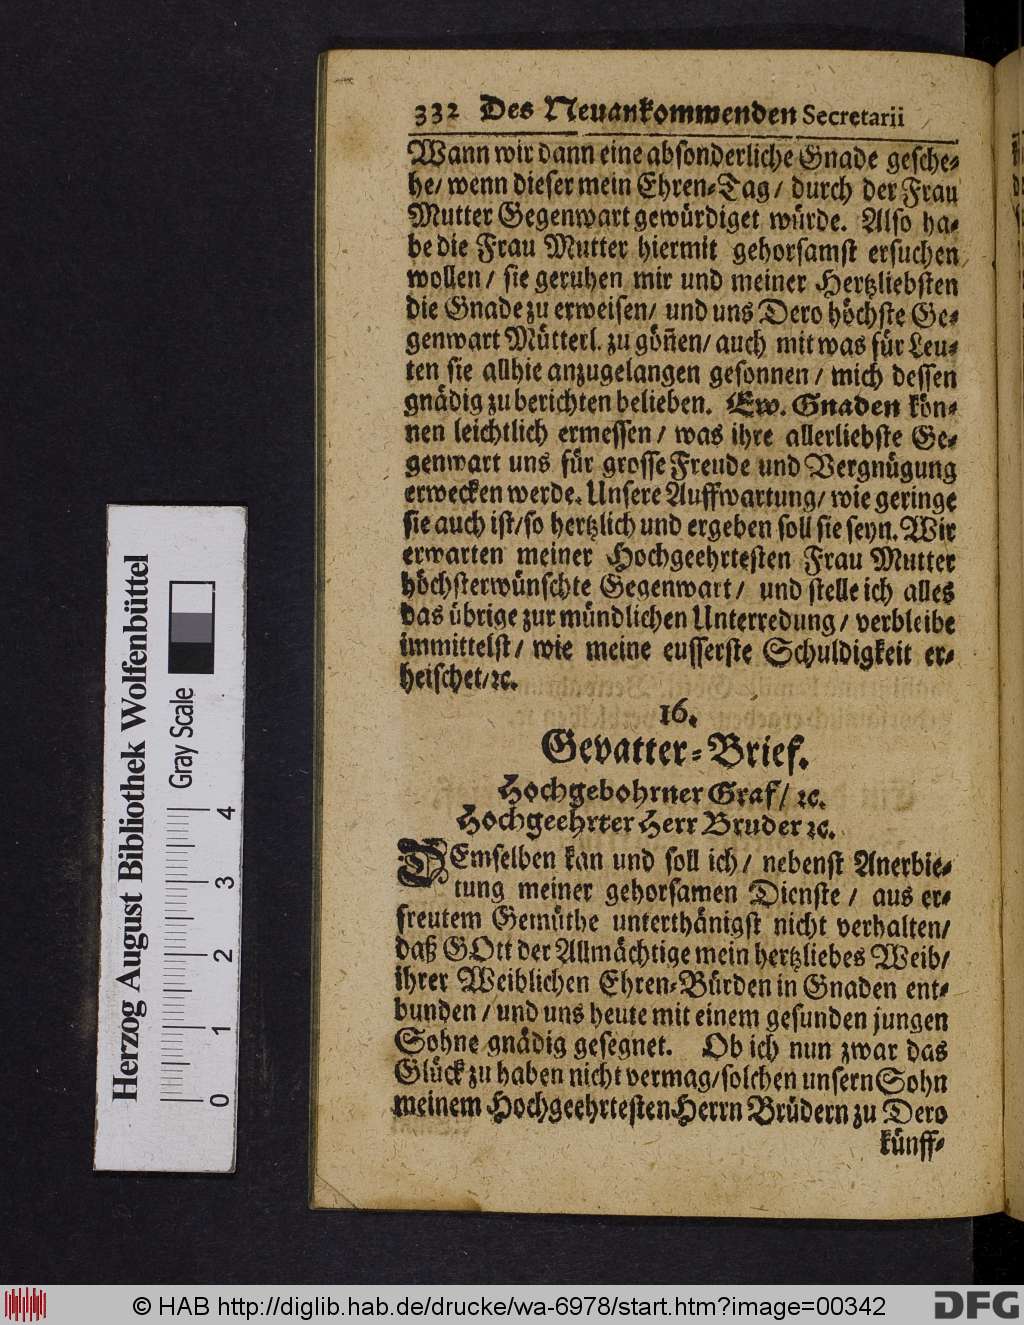 332 Des Neuankommenden Secretarii
Wann wir dann eine absonderliche Gnade gesche-
he/ wenn dieser mein Ehren-Tag/ durch der Frau
Mutter Gegenwart gewürdiget würde. Also ha-
be die Frau Mutter hiermit gehorsamst ersuchen
wollen/ sie geruhen mir und meiner Hertzliebsten
die Gnade zu erweisen/ und uns Dero höchste Ge-
genwart Mütterl. zu göñen/ auch mit was für Leu-
ten sie allhie anzugelangen gesonnen/ mich dessen
gnädig zu berichten belieben. Ew. Gnaden kön-
nen leichtlich ermessen/ was ihre allerliebste Ge-
genwart uns für grosse Freude und Vergnügung
erwecken werde. Unsere Auffwartung/ wie geringe
sie auch ist/ so hertzlich und ergeben soll sie seyn. Wir
erwarten meiner Hochgeehrtesten Frau Mutter
höchsterwünschte Gegenwart/ und stelle ich alles
das übrige zur mündlichen Unterredung/ verbleibe
immittelst/ wie meine eusserste Schuldigkeit er-
heischet/ ꝛc.
16.
Gevatter-Brief.
Hochgebohrner Graf/ ꝛc.
Hochgeehrter Herr Bruder ꝛc.
DEmselben kan und soll ich/ nebenst Anerbie-
tung meiner gehorsamen Dienste/ aus er-
freutem Gemüthe unterthänigst nicht verhalten/
daß GOtt der Allmächtige mein hertzliebes Weib/
ihrer Weiblichen Ehren-Bürden in Gnaden ent-
bunden/ und uns heute mit einem gesunden jungen
Sohne gnädig gesegnet. Ob ich nun zwar das
Glück zu haben nicht vermag/ solchen unsern Sohn
meinem Hochgeehrtesten Herrn Brüdern zu Dero
künff-
Herzog August Bibliothek Wolfenbüttel
Gray Scale
0 1 2 3 4
© HAB http://diglib.hab.de/drucke/wa-6978/start.htm?image=00342
DFG